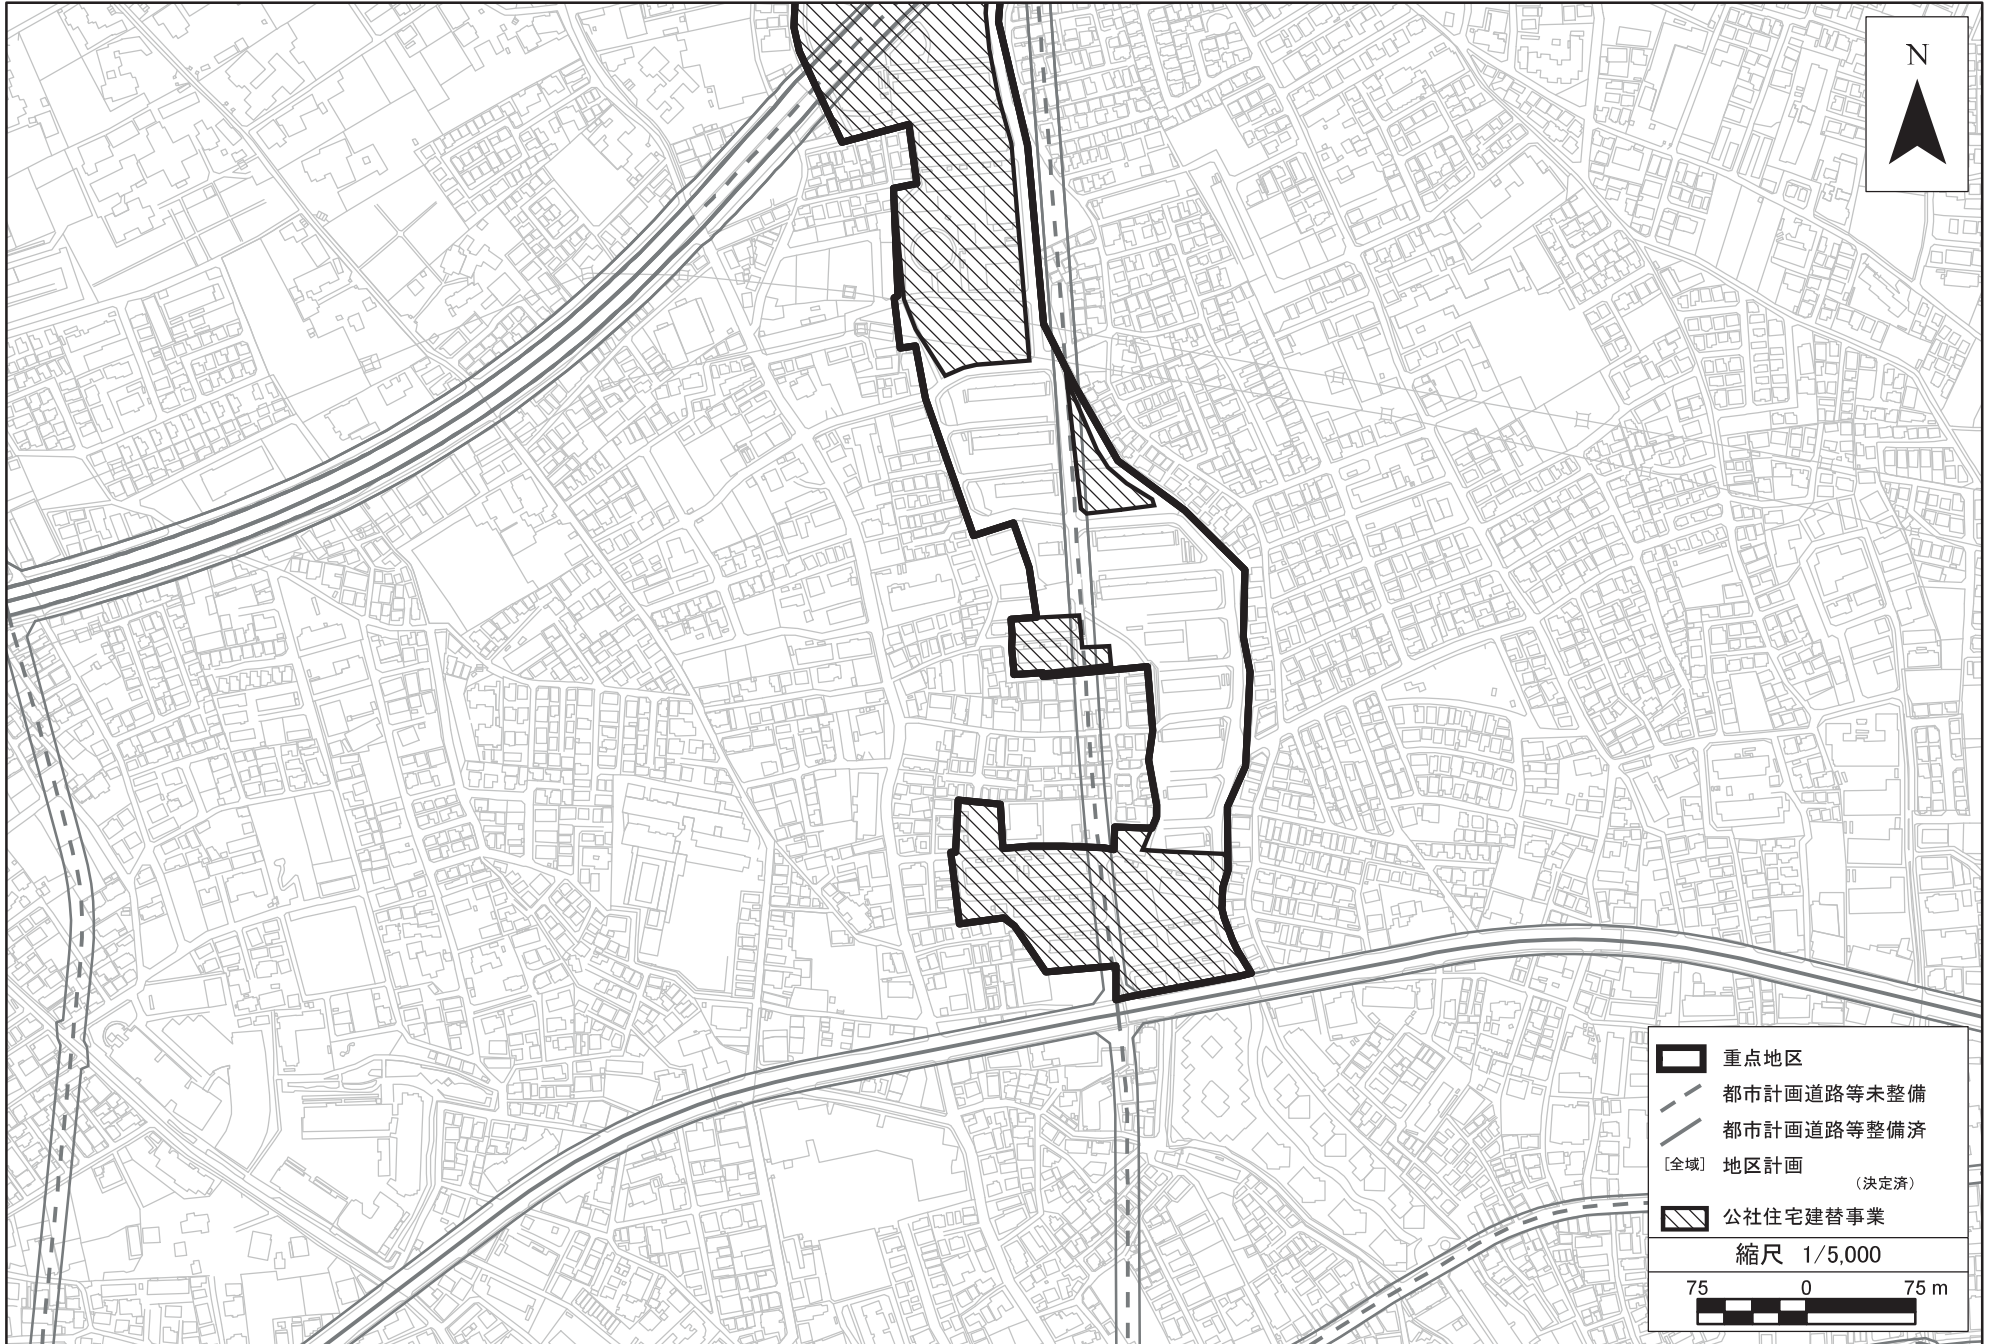 N
重点地区
都市計画道路等未整備
都市計画道路等整備済
[全域] 地区計画
（決定済）
公社住宅建替事業
縮尺 1/5,000
75 0 75 m